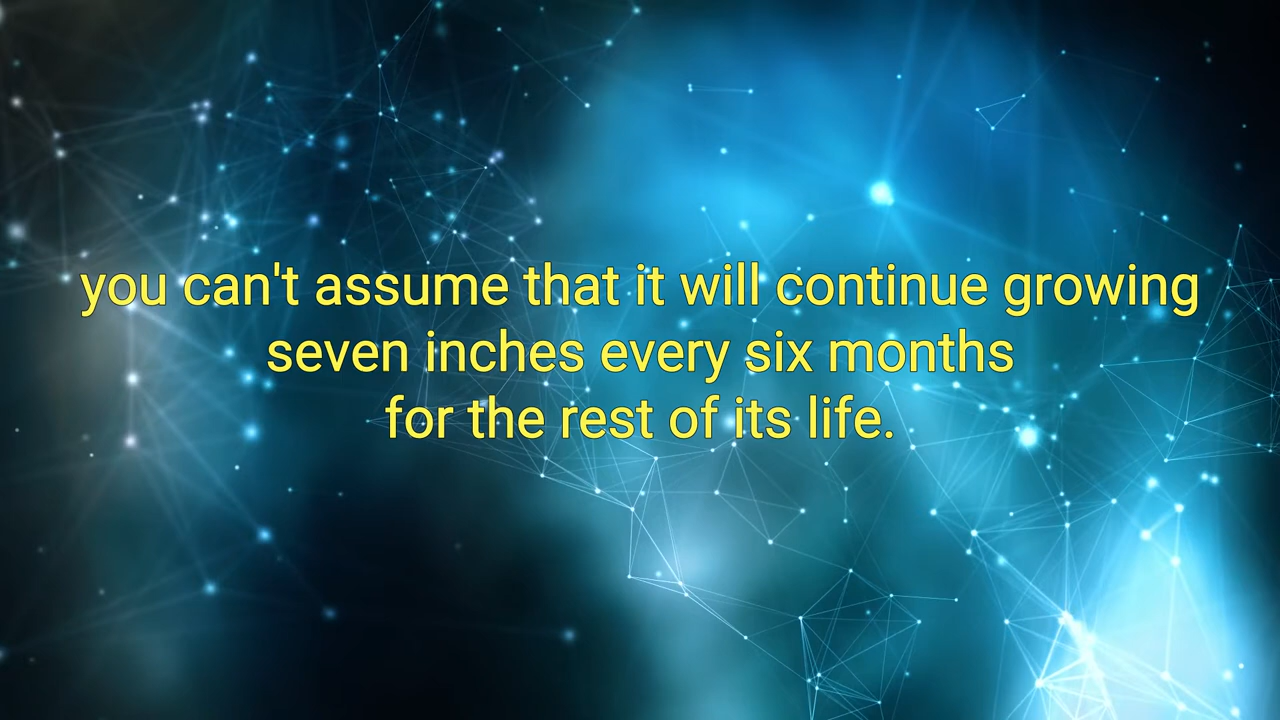 you can't assume that it will continue growing
seven inches every six months
for the rest of its life.